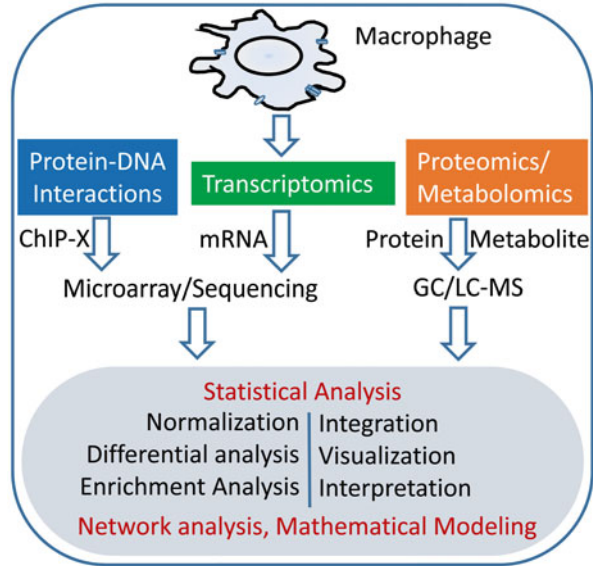 Macrophage
Protein-DNA
Interactions
Transcriptomics
Proteomics/
Metabolomics
ChIP-X
mRNA
Protein
Metabolite
Microarray/Sequencing
GC/LC-MS
Statistical Analysis
Normalization
Differential analysis
Enrichment Analysis
Integration
Visualization
Interpretation
Network analysis, Mathematical Modeling